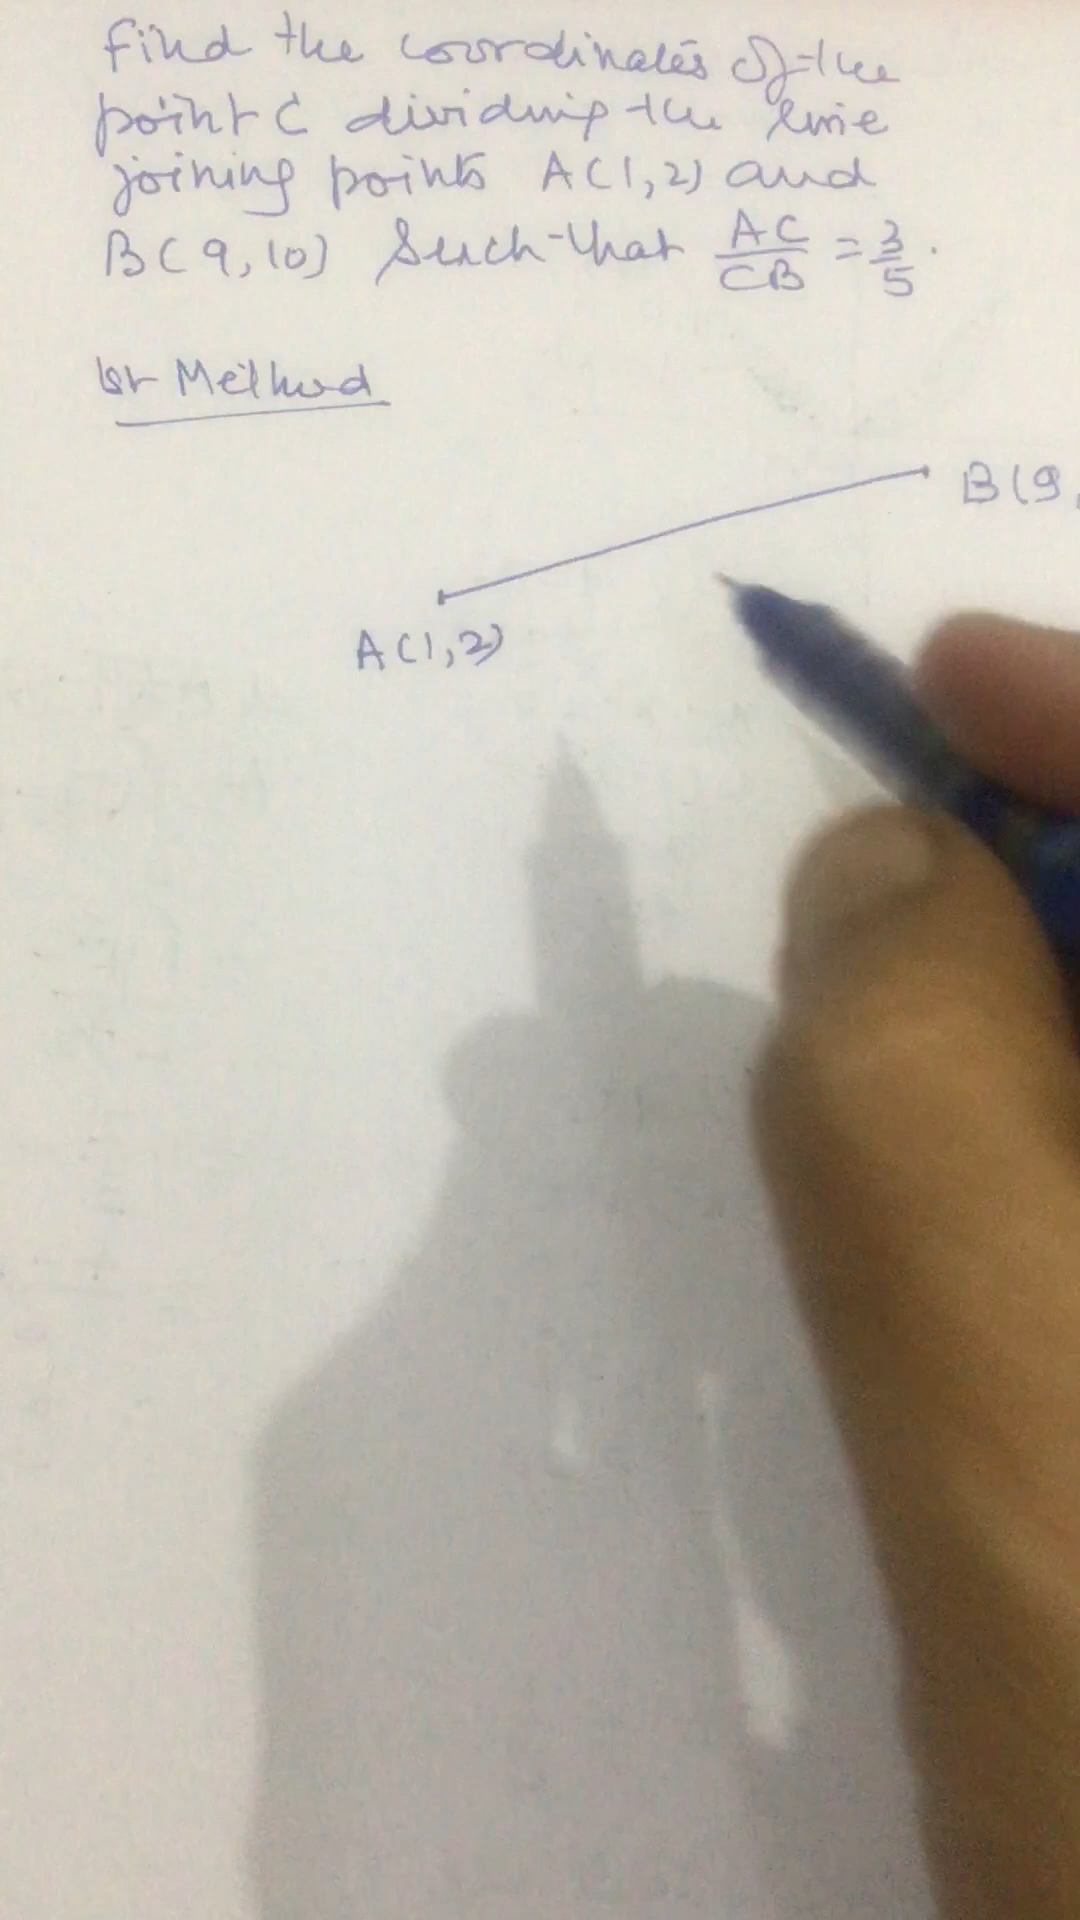 Find the coordinates of the
point C dividing the line
joining points A(1,2) and
B(9,10) Such that AC/CB = 3/5.
1st Method
B(9,
A(1,2)